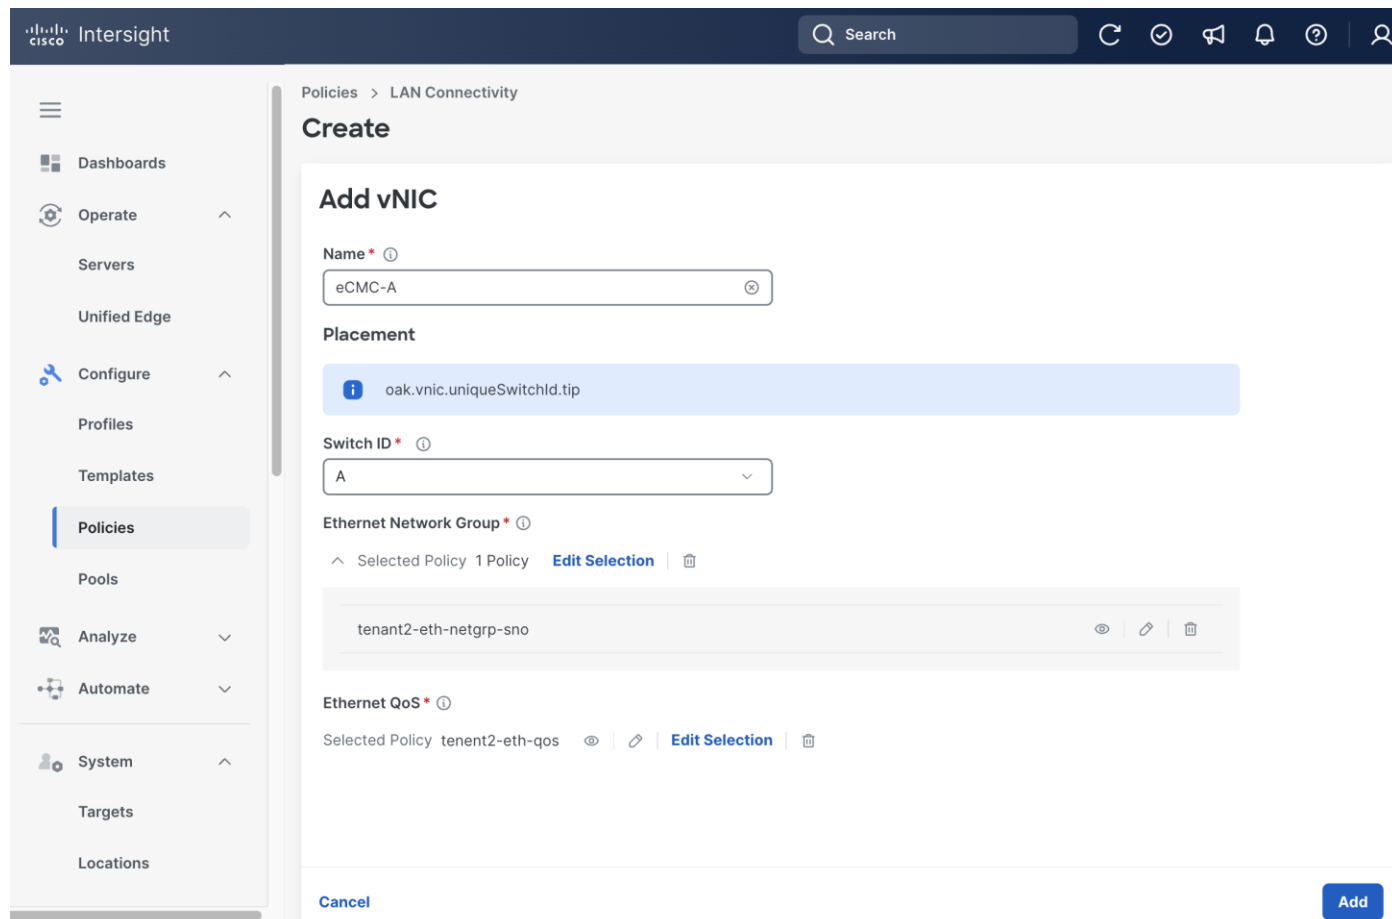 cisco Intersight
Search
Dashboards
Operate
Servers
Unified Edge
Configure
Profiles
Templates
Policies
Pools
Analyze
Automate
System
Targets
Locations
Policies > LAN Connectivity
Create
Add vNIC
Name *
eCMC-A
Placement
oak.vnic.uniqueSwitchId.tip
Switch ID *
A
Ethernet Network Group *
Selected Policy 1 Policy Edit Selection
tenant2-eth-netgrp-sno
Ethernet QoS *
Selected Policy tenent2-eth-qos Edit Selection
Cancel Add